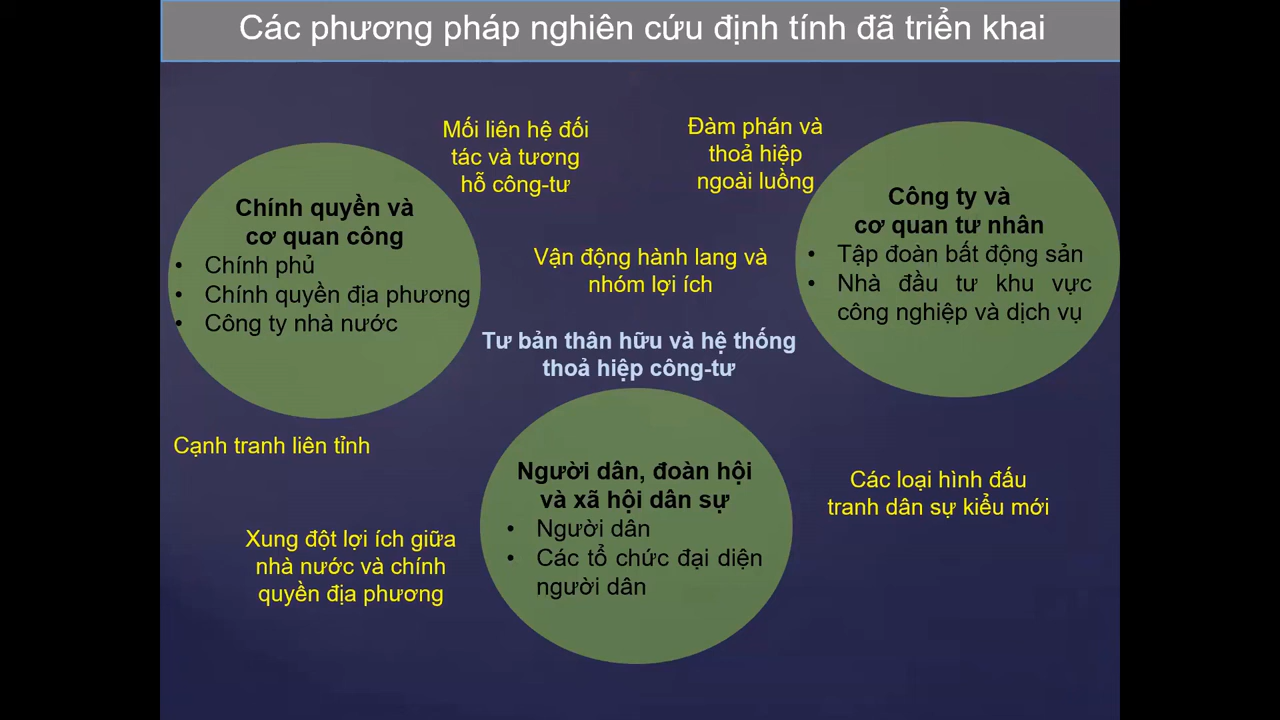 Các phương pháp nghiên cứu định tính đã triển khai
Mối liên hệ đối
tác và tương
hỗ công-tư
Đàm phán và
thoả hiệp
ngoài luồng
Chính quyền và
cơ quan công
• Chính phủ
• Chính quyền địa phương
• Công ty nhà nước
Vận động hành lang và
nhóm lợi ích
Công ty và
cơ quan tư nhân
• Tập đoàn bất động sản
• Nhà đầu tư khu vực
công nghiệp và dịch vụ
Tư bản thân hữu và hệ thống
thoả hiệp công-tư
Cạnh tranh liên tỉnh
Người dân, đoàn hội
và xã hội dân sự
• Người dân
• Các tổ chức đại diện
người dân
Các loại hình đấu
tranh dân sự kiểu mới
Xung đột lợi ích giữa
nhà nước và chính
quyền địa phương